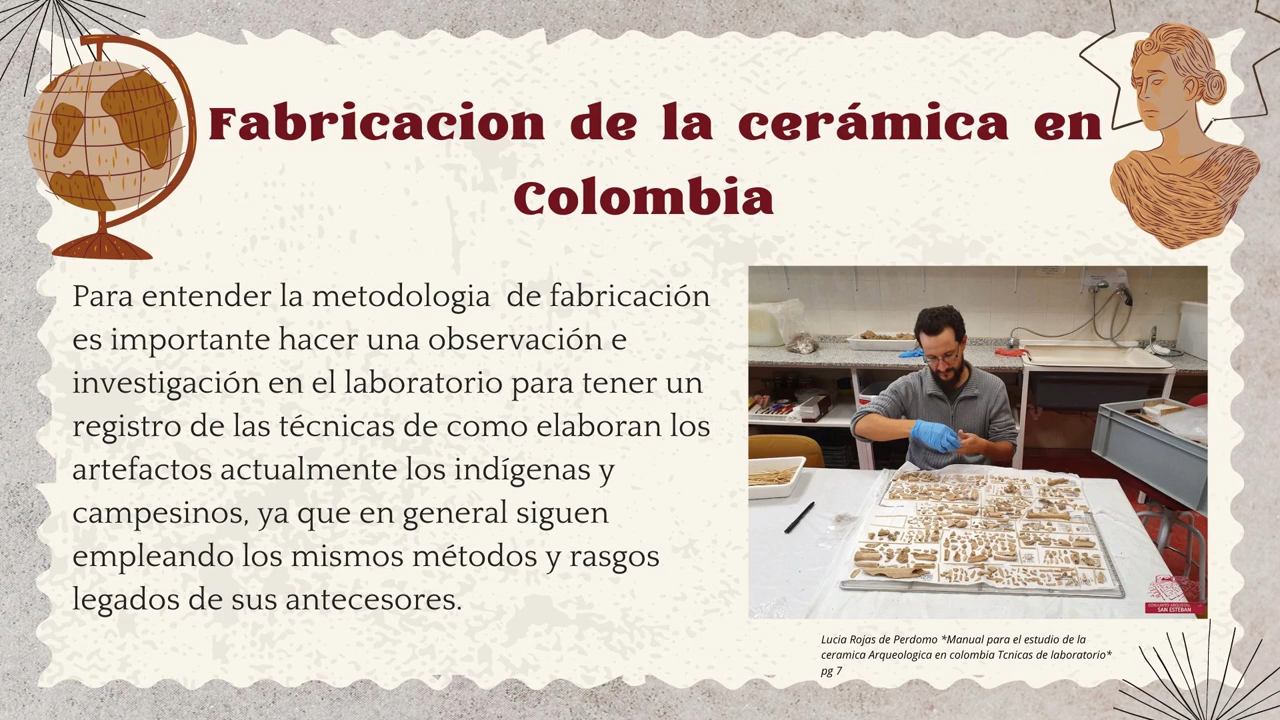 Fabricacion de la cerámica en
Colombia
Para entender la metodologia de fabricación
es importante hacer una observación e
investigación en el laboratorio para tener un
registro de las técnicas de como elaboran los
artefactos actualmente los indígenas y
campesinos, ya que en general siguen
empleando los mismos métodos y rasgos
legados de sus antecesores.
SAN ESTEBAN
Lucia Rojas de Perdomo *Manual para el estudio de la
ceramica Arqueologica en colombia Tcnicas de laboratorio*
pg 7